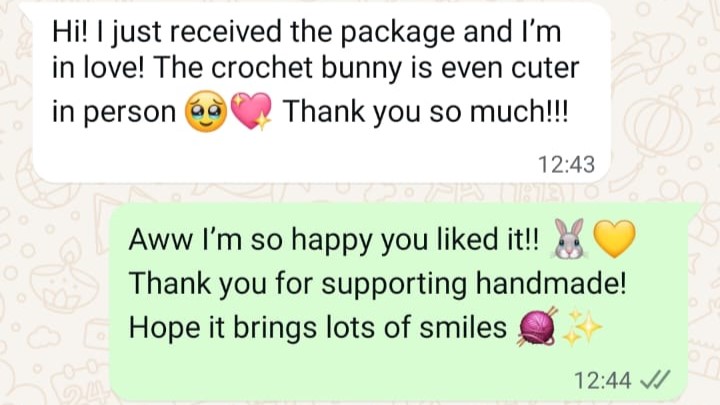 Hi! I just received the package and I’m
in love! The crochet bunny is even cuter
in person 🥹💖 Thank you so much!!!
12:43
Aww I’m so happy you liked it!! 🐰💛
Thank you for supporting handmade!
Hope it brings lots of smiles 🧶✨
12:44